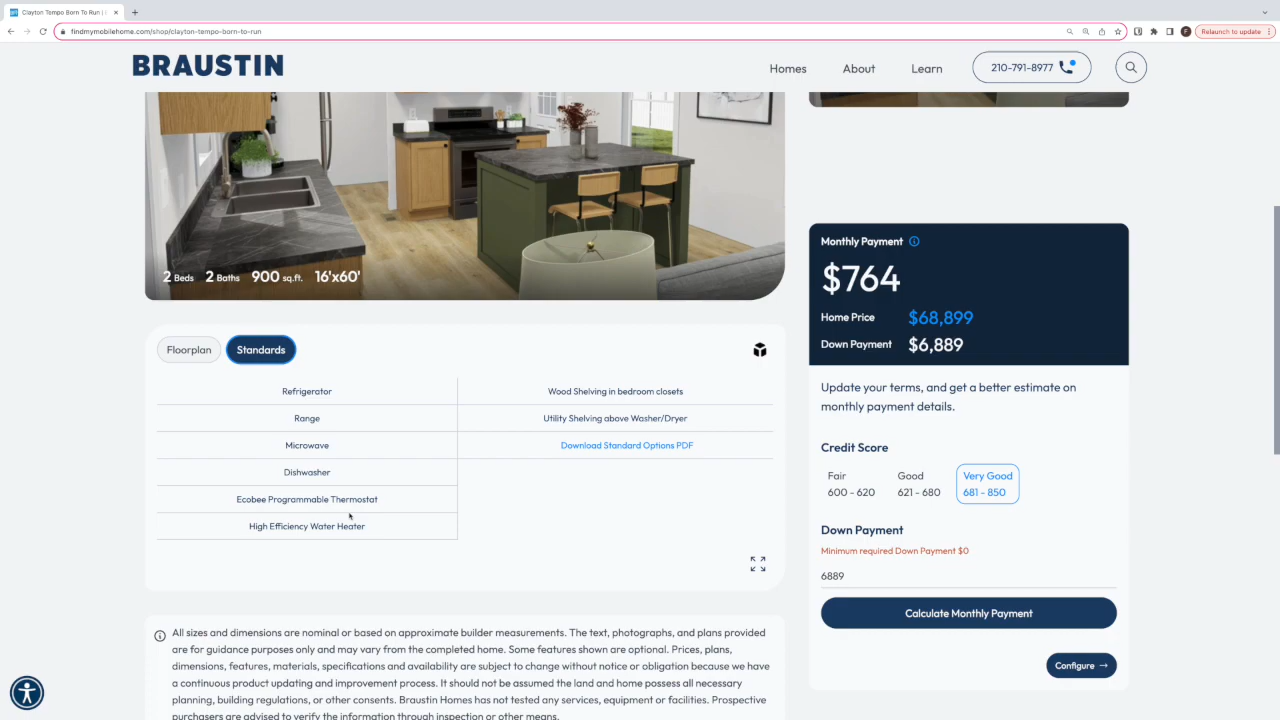 Clayton Tempo Born To Run | 
findmymobilehome.com/shop/clayton-tempo-born-to-run
F
Relaunch to update
BRAUSTIN
Homes
About
Learn
210-791-8977
2 Beds 2 Baths 900 sq.ft. 16'x60'
Floorplan
Standards
Refrigerator
Range
Microwave
Dishwasher
Ecobee Programmable Thermostat
High Efficiency Water Heater
Wood Shelving in bedroom closets
Utility Shelving above Washer/Dryer
Download Standard Options PDF
All sizes and dimensions are nominal or based on approximate builder measurements. The text, photographs, and plans provided
are for guidance purposes only and may vary from the completed home. Some features shown are optional. Prices, plans,
dimensions, features, materials, specifications and availability are subject to change without notice or obligation because we have
a continuous product updating and improvement process. It should not be assumed the land and home possess all necessary
planning, building regulations, or other consents. Braustin Homes has not tested any services, equipment or facilities. Prospective
purchasers are advised to verify the information through inspection or other means.
Monthly Payment
$764
Home Price $68,899
Down Payment $6,889
Update your terms, and get a better estimate on
monthly payment details.
Credit Score
Fair
600 - 620
Good
621 - 680
Very Good
681 - 850
Down Payment
Minimum required Down Payment $0
6889
Calculate Monthly Payment
Configure →